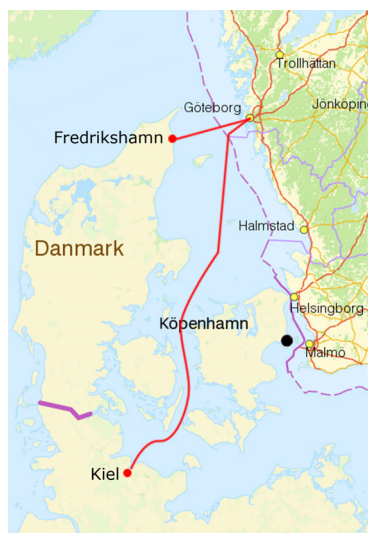 Trollhättan
Göteborg
Jönköping
Fredrikshamn
Halmstad
Danmark
Helsingborg
Köpenhamn
Malmö
Kiel